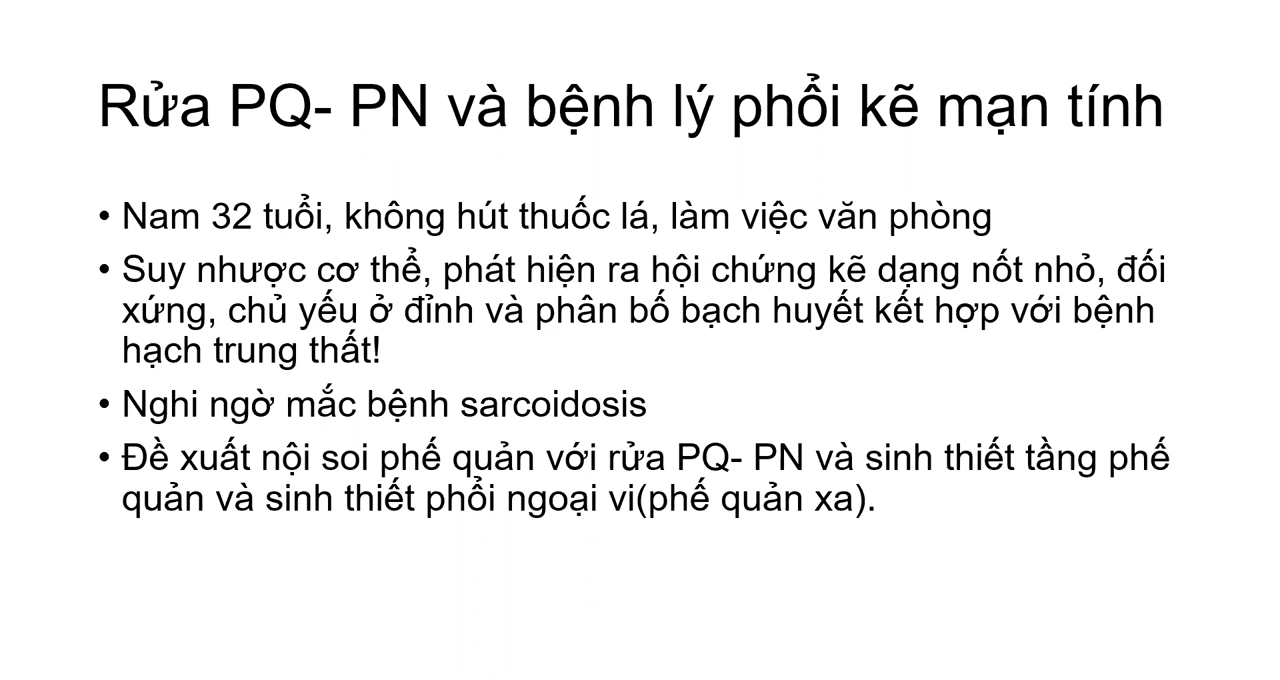 Rửa PQ- PN và bệnh lý phổi kẽ mạn tính
• Nam 32 tuổi, không hút thuốc lá, làm việc văn phòng
• Suy nhược cơ thể, phát hiện ra hội chứng kẽ dạng nốt nhỏ, đối
xứng, chủ yếu ở đỉnh và phân bố bạch huyết kết hợp với bệnh
hạch trung thất!
• Nghi ngờ mắc bệnh sarcoidosis
• Đề xuất nội soi phế quản với rửa PQ- PN và sinh thiết tầng phế
quản và sinh thiết phổi ngoại vi(phế quản xa).